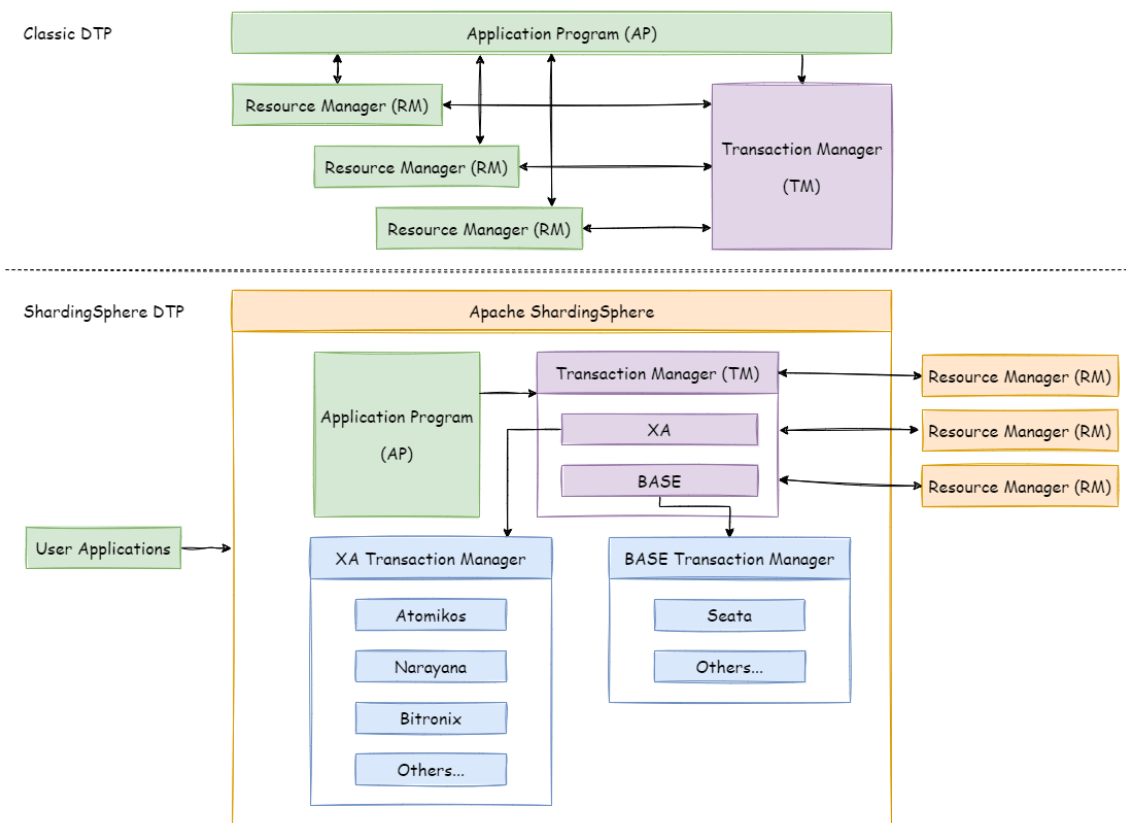 Classic DTP
Application Program (AP)
Resource Manager (RM)
Resource Manager (RM)
Resource Manager (RM)
Transaction Manager
(TM)
ShardingSphere DTP
Apache ShardingSphere
Application Program
(AP)
Transaction Manager (TM)
XA
BASE
Resource Manager (RM)
Resource Manager (RM)
Resource Manager (RM)
User Applications
XA Transaction Manager
Atomikos
Narayana
Bitronix
Others...
BASE Transaction Manager
Seata
Others...